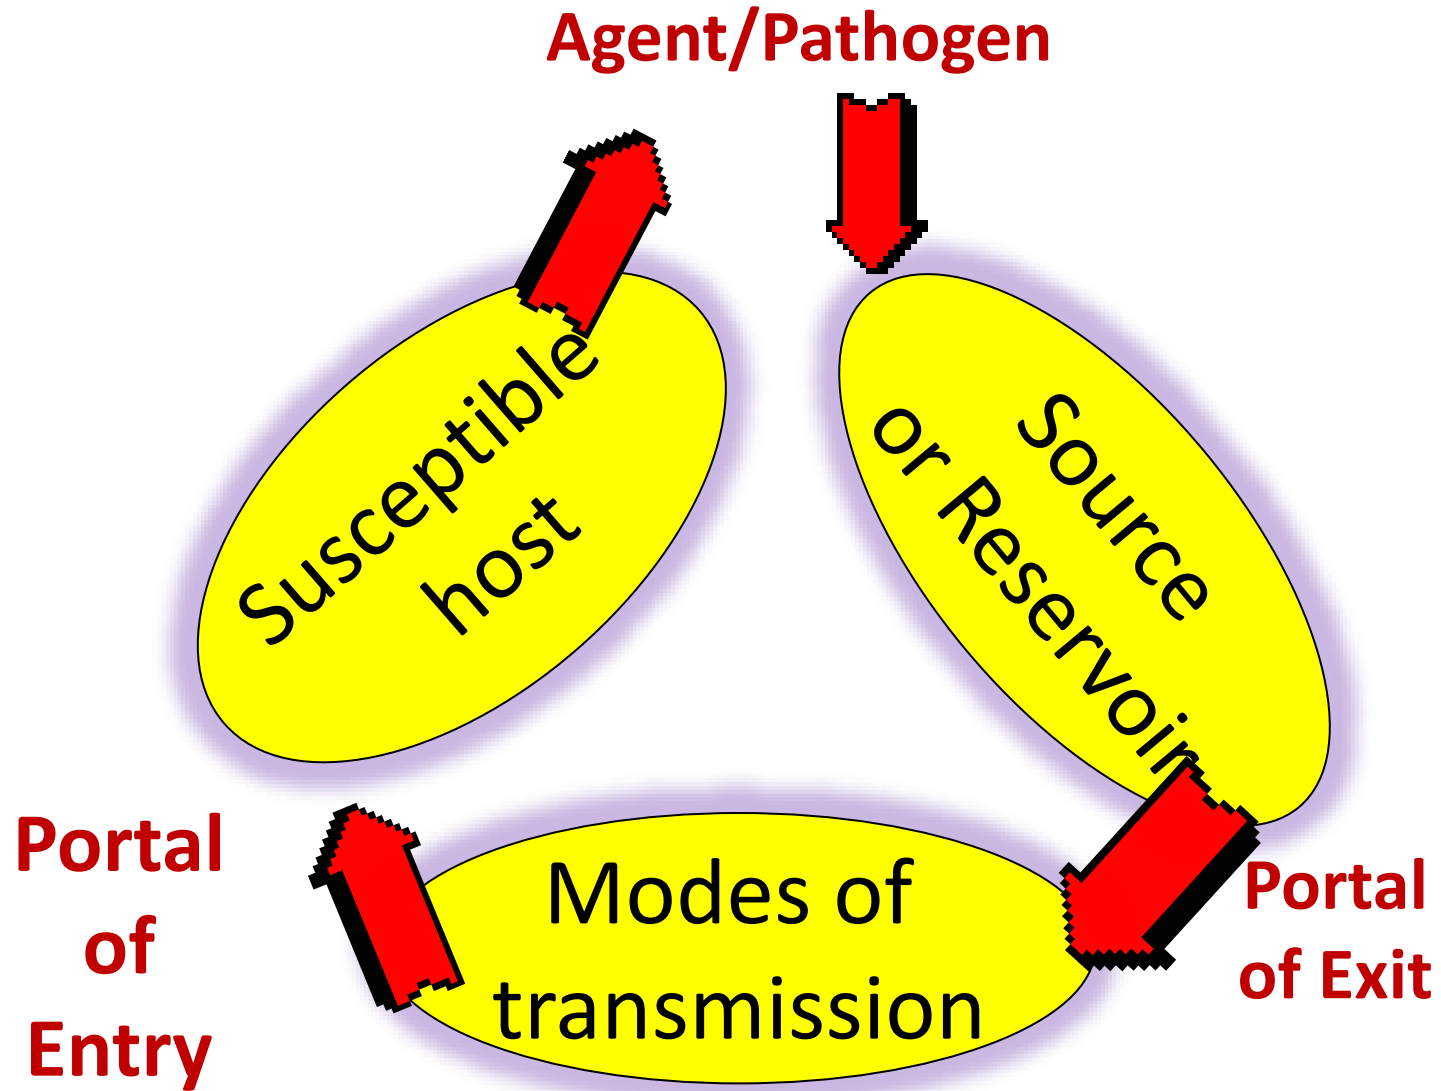 Agent/Pathogen
Susceptible
host
Source
or Reservoir
Portal
of
Entry
Modes of
transmission
Portal
of Exit